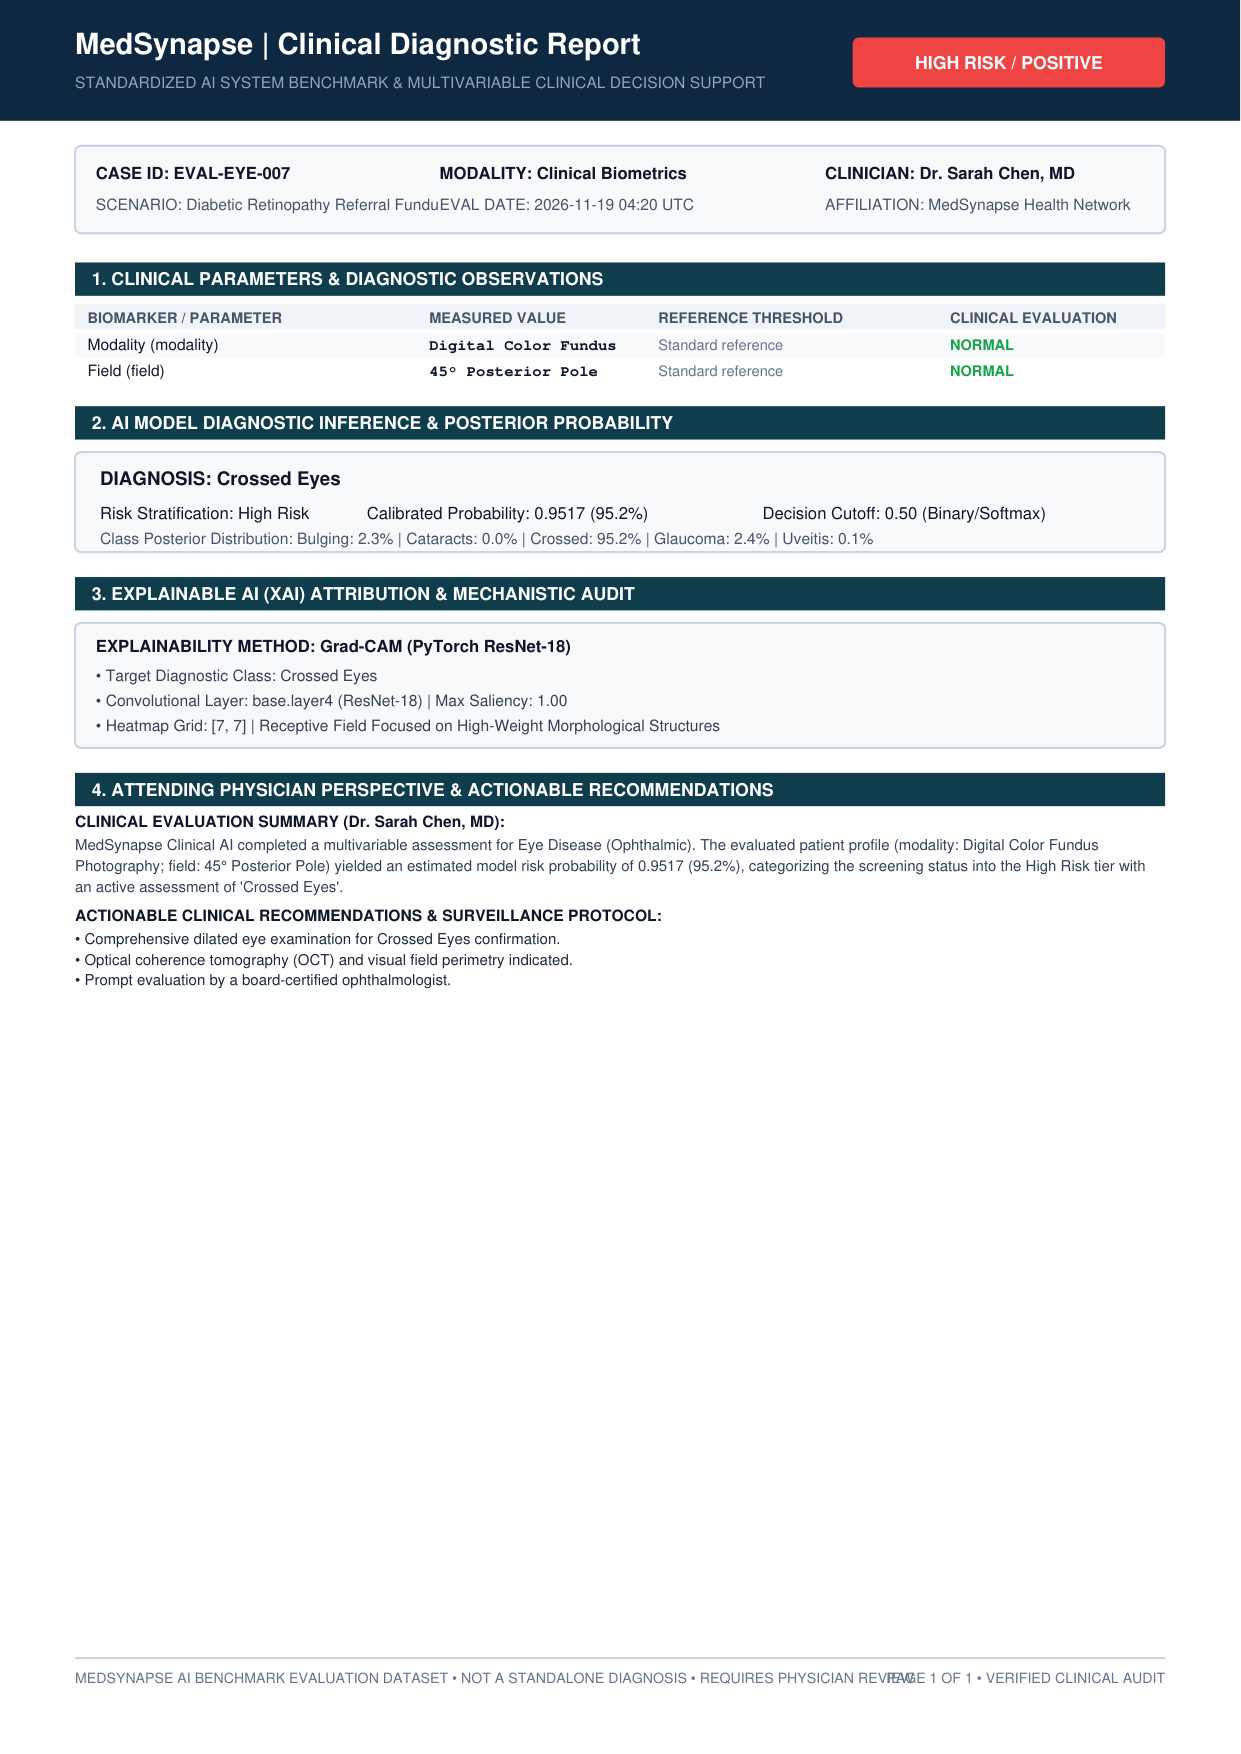 MedSynapse | Clinical Diagnostic Report
STANDARDIZED AI SYSTEM BENCHMARK & MULTIVARIABLE CLINICAL DECISION SUPPORT
HIGH RISK / POSITIVE
CASE ID: EVAL-EYE-007 MODALITY: Clinical Biometrics CLINICIAN: Dr. Sarah Chen, MD
SCENARIO: Diabetic Retinopathy Referral FunduEVAL DATE: 2026-11-19 04:20 UTC AFFILIATION: MedSynapse Health Network
1. CLINICAL PARAMETERS & DIAGNOSTIC OBSERVATIONS
BIOMARKER / PARAMETER MEASURED VALUE REFERENCE THRESHOLD CLINICAL EVALUATION
Modality (modality) Digital Color Fundus Standard reference NORMAL
Field (field) 45° Posterior Pole Standard reference NORMAL
2. AI MODEL DIAGNOSTIC INFERENCE & POSTERIOR PROBABILITY
DIAGNOSIS: Crossed Eyes
Risk Stratification: High Risk Calibrated Probability: 0.9517 (95.2%) Decision Cutoff: 0.50 (Binary/Softmax)
Class Posterior Distribution: Bulging: 2.3% | Cataracts: 0.0% | Crossed: 95.2% | Glaucoma: 2.4% | Uveitis: 0.1%
3. EXPLAINABLE AI (XAI) ATTRIBUTION & MECHANISTIC AUDIT
EXPLAINABILITY METHOD: Grad-CAM (PyTorch ResNet-18)
• Target Diagnostic Class: Crossed Eyes
• Convolutional Layer: base.layer4 (ResNet-18) | Max Saliency: 1.00
• Heatmap Grid: [7, 7] | Receptive Field Focused on High-Weight Morphological Structures
4. ATTENDING PHYSICIAN PERSPECTIVE & ACTIONABLE RECOMMENDATIONS
CLINICAL EVALUATION SUMMARY (Dr. Sarah Chen, MD):
MedSynapse Clinical AI completed a multivariable assessment for Eye Disease (Ophthalmic). The evaluated patient profile (modality: Digital Color Fundus
Photography; field: 45° Posterior Pole) yielded an estimated model risk probability of 0.9517 (95.2%), categorizing the screening status into the High Risk tier with
an active assessment of 'Crossed Eyes'.
ACTIONABLE CLINICAL RECOMMENDATIONS & SURVEILLANCE PROTOCOL:
• Comprehensive dilated eye examination for Crossed Eyes confirmation.
• Optical coherence tomography (OCT) and visual field perimetry indicated.
• Prompt evaluation by a board-certified ophthalmologist.
MEDSYNAPSE AI BENCHMARK EVALUATION DATASET • NOT A STANDALONE DIAGNOSIS • REQUIRES PHYSICIAN REVIEW PAGE 1 OF 1 • VERIFIED CLINICAL AUDIT